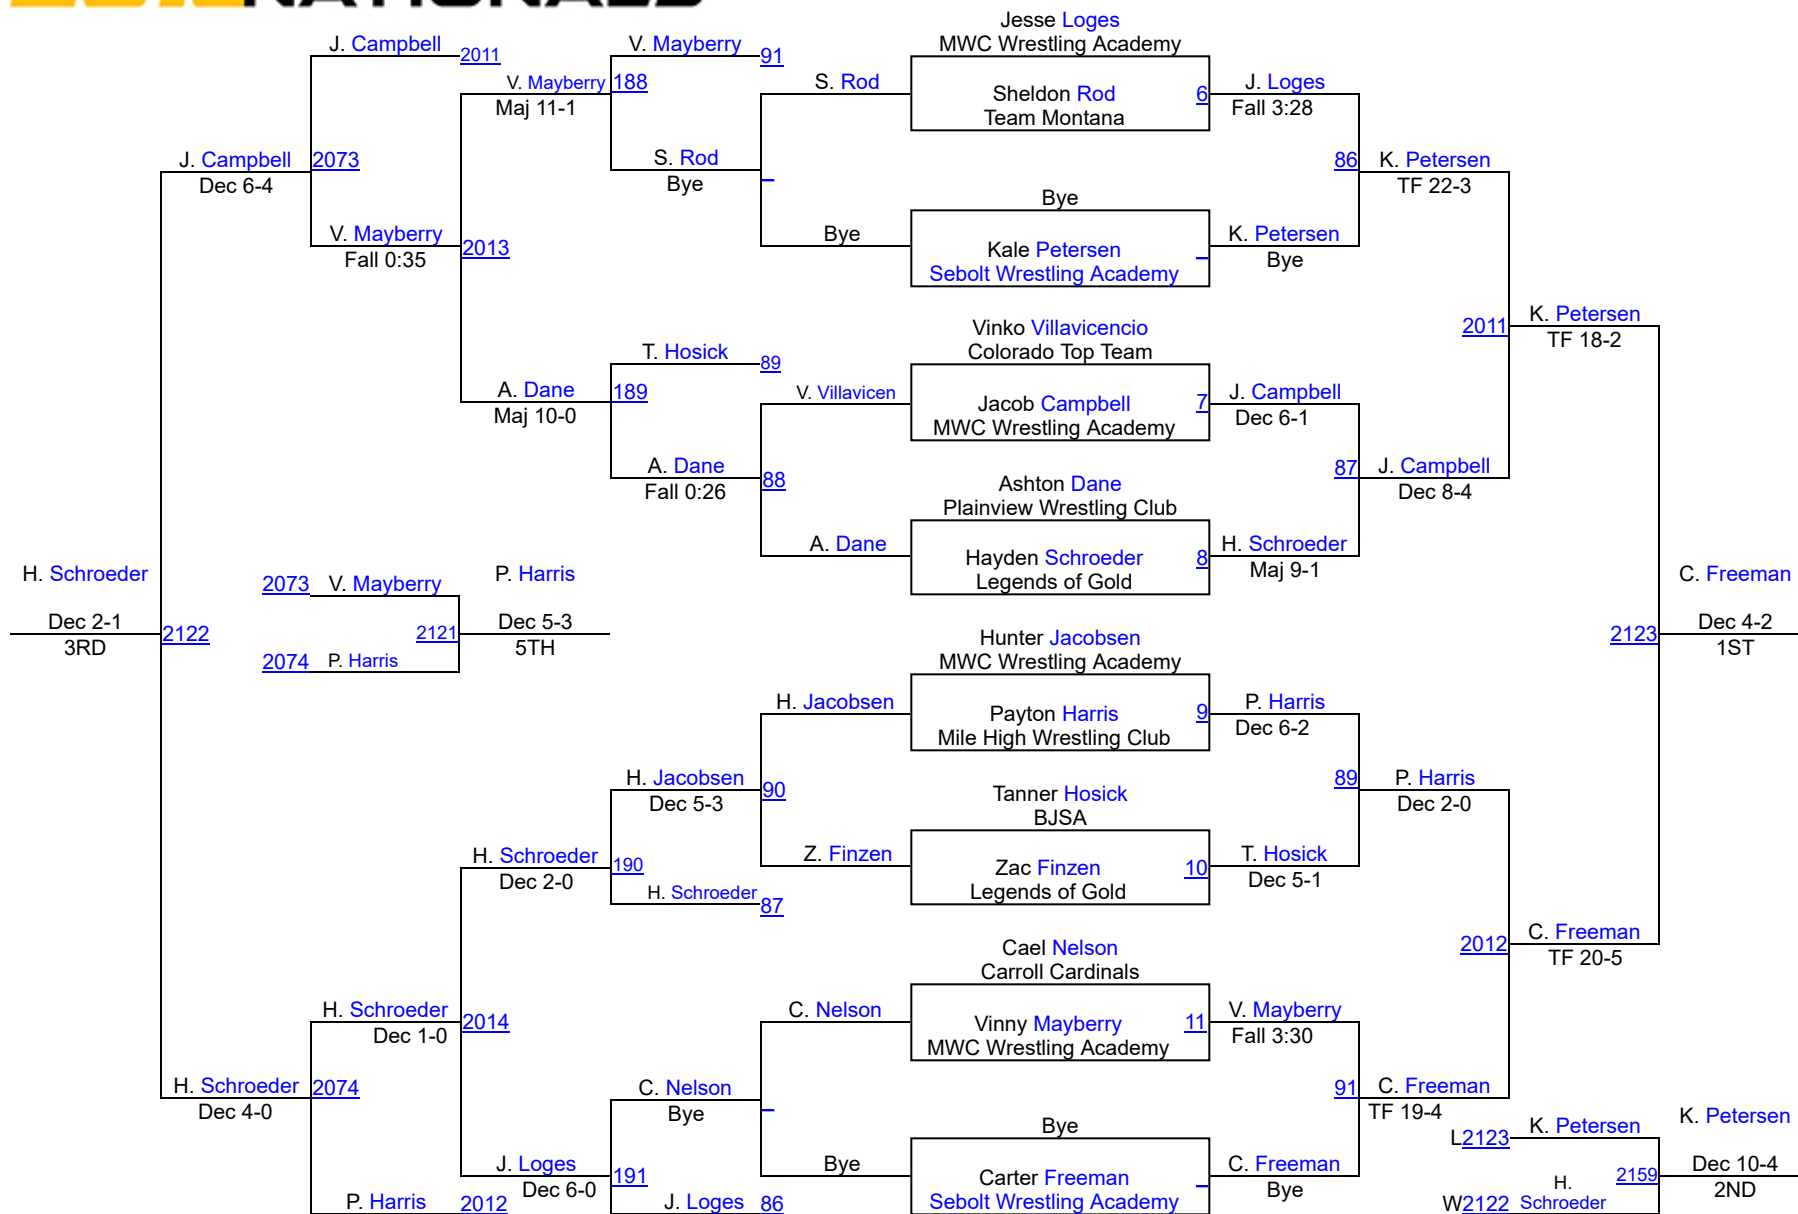 Jesse Loges
MWC Wrestling Academy
Sheldon Rod 6
Team Montana
Bye
Kale Petersen
Sebolt Wrestling Academy
Vinko Villavicencio
Colorado Top Team
Jacob Campbell 7
MWC Wrestling Academy
Ashton Dane
Plainview Wrestling Club
Hayden Schroeder 8
Legends of Gold
Hunter Jacobsen
MWC Wrestling Academy
Payton Harris 9
Mile High Wrestling Club
Tanner Hosick
BJSA
Zac Finzen 10
Legends of Gold
Cael Nelson
Carroll Cardinals
Vinny Mayberry 11
MWC Wrestling Academy
Bye
Carter Freeman
Sebolt Wrestling Academy
J. Loges
Fall 3:28
86
K. Petersen
Bye
J. Campbell
Dec 6-1
87
H. Schroeder
Maj 9-1
P. Harris
Dec 6-2
89
T. Hosick
Dec 5-1
V. Mayberry
Fall 3:30
91
C. Freeman
Bye
K. Petersen
TF 22-3
2011
J. Campbell
Dec 8-4
P. Harris
Dec 2-0
2012
C. Freeman
TF 19-4
K. Petersen
TF 18-2
2123
C. Freeman
TF 20-5
C. Freeman
Dec 4-2
1ST
L2123 K. Petersen
2159
W2122 H. Schroeder
K. Petersen
Dec 10-4
2ND
S. Rod
Bye
V. Villavicen
88
A. Dane
H. Jacobsen
90
Z. Finzen
C. Nelson
Bye
V. Mayberry 91
188
S. Rod
Bye
T. Hosick 89
189
A. Dane
Fall 0:26
H. Jacobsen
Dec 5-3
190
H. Schroeder 87
C. Nelson
Bye
191
J. Loges 86
V. Mayberry
Maj 11-1
2013
A. Dane
Maj 10-0
H. Schroeder
Dec 2-0
2014
J. Loges
Dec 6-0
J. Campbell 2011
2073
V. Mayberry
Fall 0:35
H. Schroeder
Dec 1-0
2074
P. Harris 2012
J. Campbell
Dec 6-4
2122
H. Schroeder
Dec 4-0
H. Schroeder
Dec 2-1
3RD
2073 V. Mayberry
2121
2074 P. Harris
P. Harris
Dec 5-3
5TH